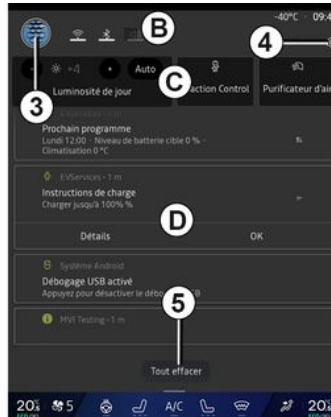 -40°C 09:4
B
4
3
Auto
C
Luminosité de jour
action Control
Purificateur d'air
Prochain programme
Lundi 12:00 - Niveau de batterie cible 0 % -
Climatisation 0 °C
EVServices - 1 m
Instructions de charge
Charger jusqu'à 100% %
D
Détails
OK
Système Android
Débogage USB activé
Appuyez pour désactiver le débo
MVI Testing - 1 m
5
Tout effacer
20
5
A/C
20